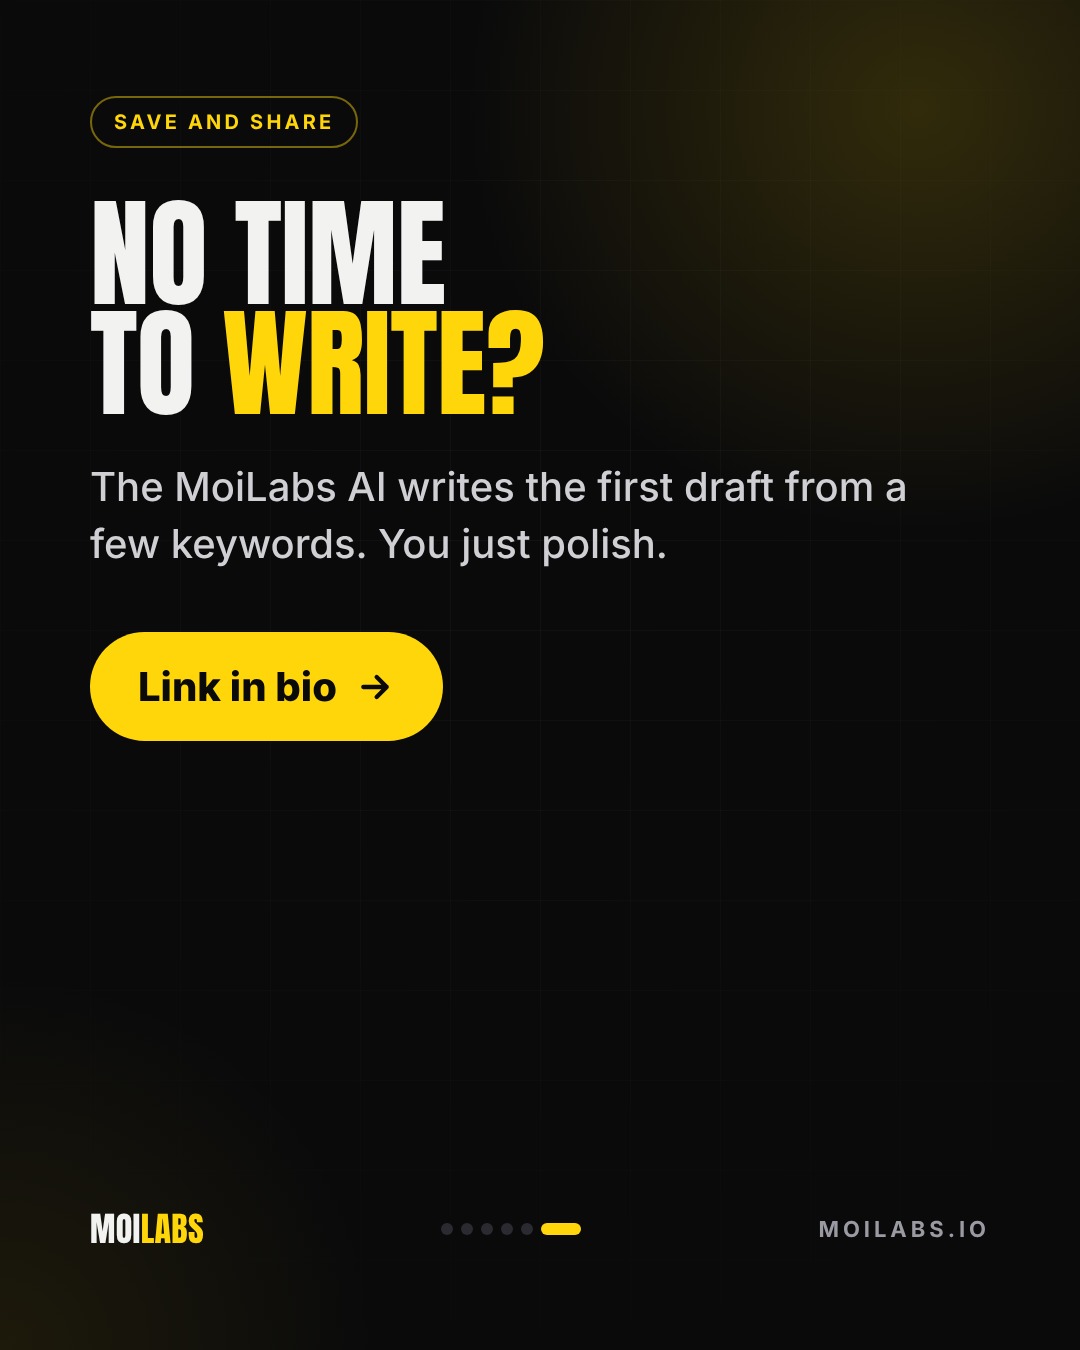 SAVE AND SHARE
NO TIME
TO WRITE?
The MoiLabs AI writes the first draft from a
few keywords. You just polish.
Link in bio →
MOILABS
MOILABS.IO